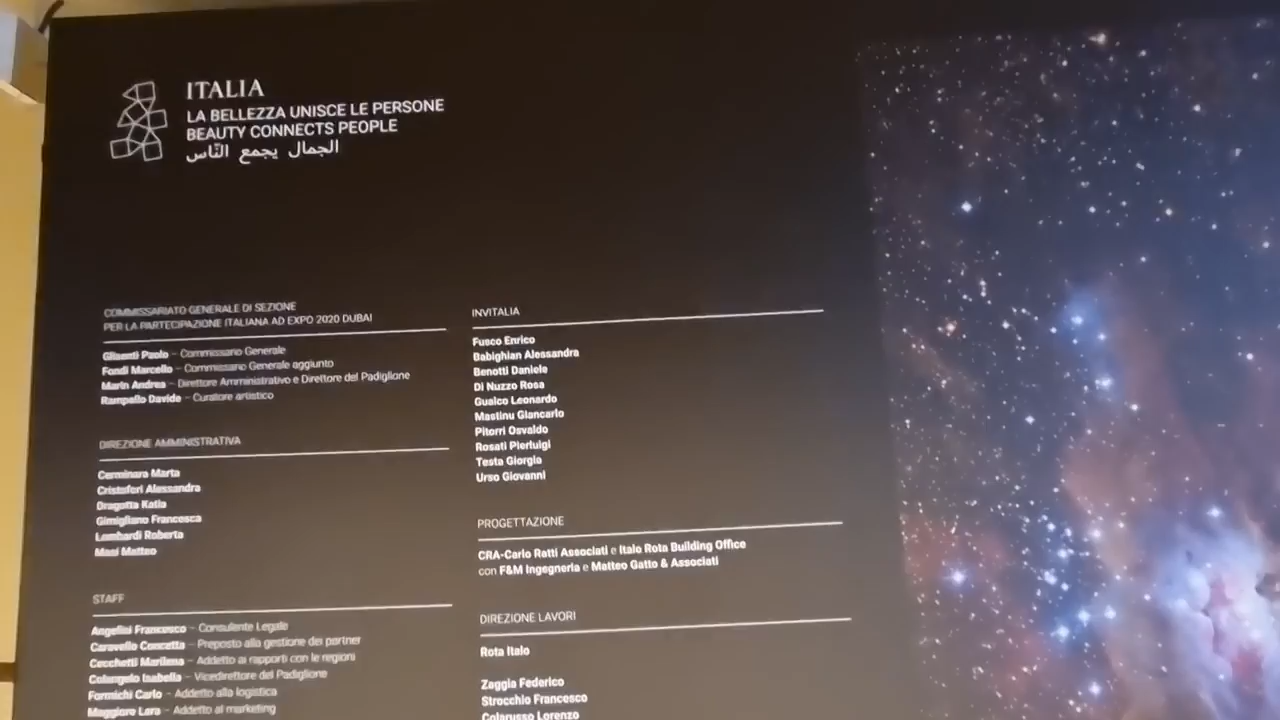 ITALIA
LA BELLEZZA UNISCE LE PERSONE
BEAUTY CONNECTS PEOPLE
الجمال يجمع النّاس
COMMISSARIATO GENERALE DI SEZIONE
PER LA PARTECIPAZIONE ITALIANA AD EXPO 2020 DUBAI
Glisenti Paolo – Commissario Generale
Fondi Marcello – Commissario Generale aggiunto
Marin Andrea – Direttore Amministrativo e Direttore del Padiglione
Rampello Davide – Curatore artistico
DIREZIONE AMMINISTRATIVA
Cerminara Marta
Cristofori Alessandra
Dragotta Katia
Gimigliano Francesca
Lombardi Roberta
Masi Matteo
STAFF
Angelini Francesco – Consulente Legale
Caravello Concetta – Preposto alla gestione dei partner
Cecchetti Marilena – Addetto ai rapporti con le regioni
Colangelo Isabella – Vicedirettore del Padiglione
Formichi Carlo – Addetto alla logistica
Maggiore Lara – Addetto al marketing
INVITALIA
Fusco Enrico
Babighian Alessandra
Benotti Daniele
Di Nuzzo Rosa
Gualco Leonardo
Mastinu Giancarlo
Pitorri Osvaldo
Rosati Pierluigi
Testa Giorgia
Urso Giovanni
PROGETTAZIONE
CRA-Carlo Ratti Associati e Italo Rota Building Office
con F&M Ingegneria e Matteo Gatto & Associati
DIREZIONE LAVORI
Rota Italo
Zaggia Federico
Strocchio Francesco
Colarusso Lorenzo